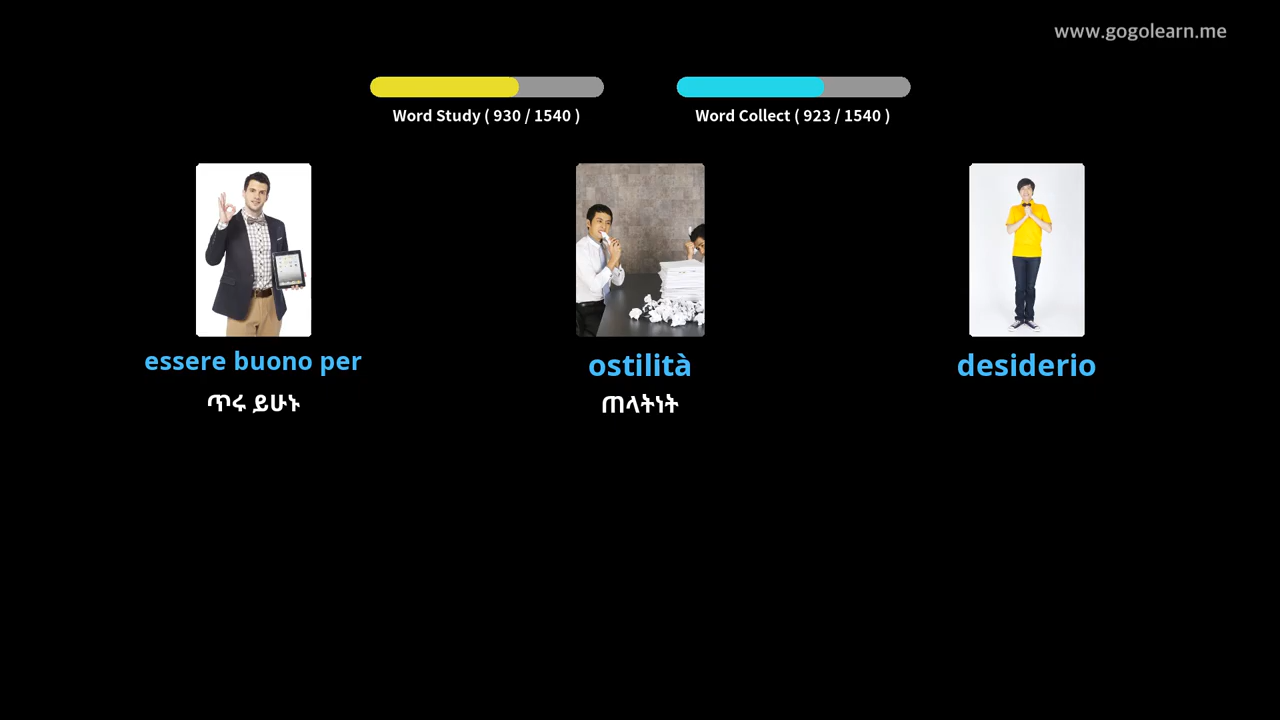 www.gogolearn.me
Word Study ( 930 / 1540 )
Word Collect ( 923 / 1540 )
essere buono per
ጥሩ ይሁኑ
ostilità
ጠላትነት
desiderio